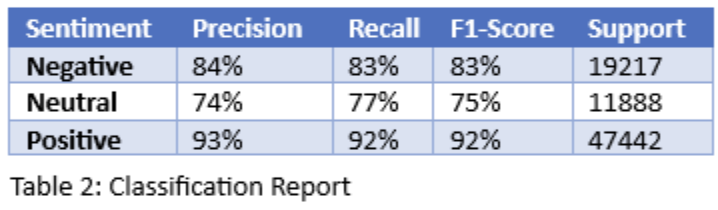 Sentiment Precision Recall F1-Score Support
Negative 84% 83% 83% 19217
Neutral 74% 77% 75% 11888
Positive 93% 92% 92% 47442
Table 2: Classification Report